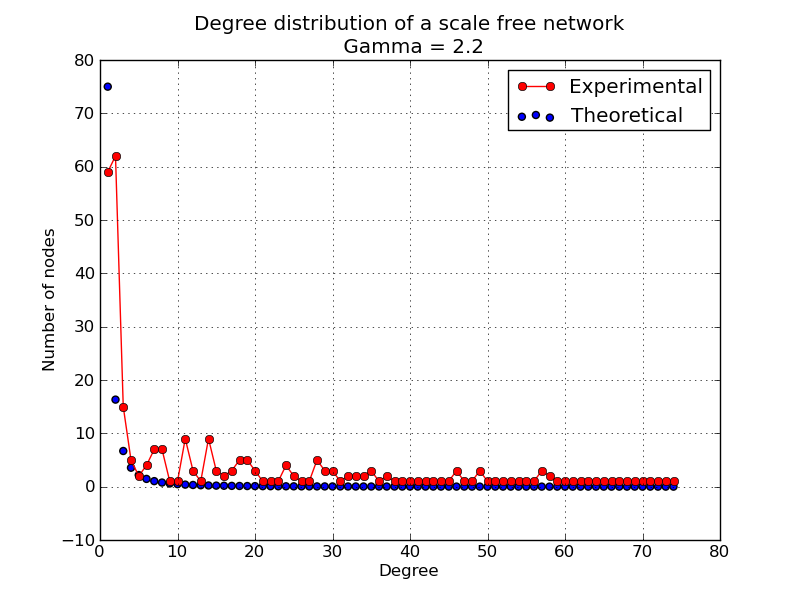 Degree distribution of a scale free network
Gamma = 2.2
Experimental
Theoretical
Number of nodes
80
70
60
50
40
30
20
10
0
−10
0 10 20 30 40 50 60 70 80
Degree